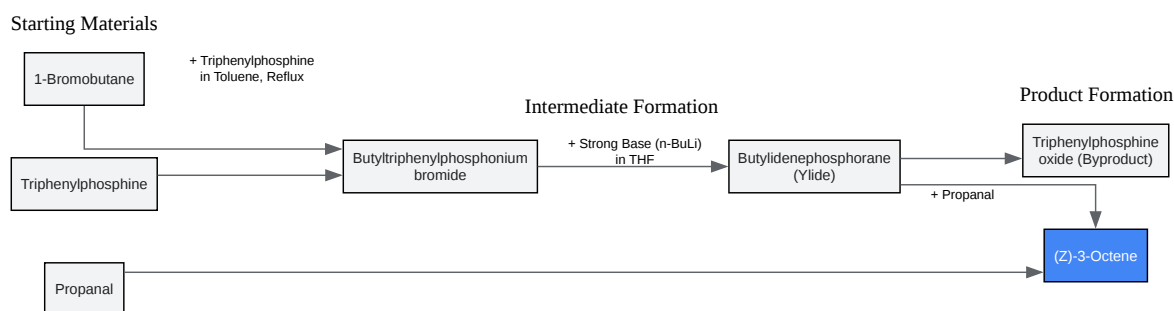 Starting Materials
1-Bromobutane
+ Triphenylphosphine
in Toluene, Reflux
Triphenylphosphine
Propanal
Intermediate Formation
Butyltriphenylphosphonium
bromide
+ Strong Base (n-BuLi)
in THF
Butylidenephosphorane
(Ylide)
Product Formation
Triphenylphosphine
oxide (Byproduct)
+ Propanal
(Z)-3-Octene